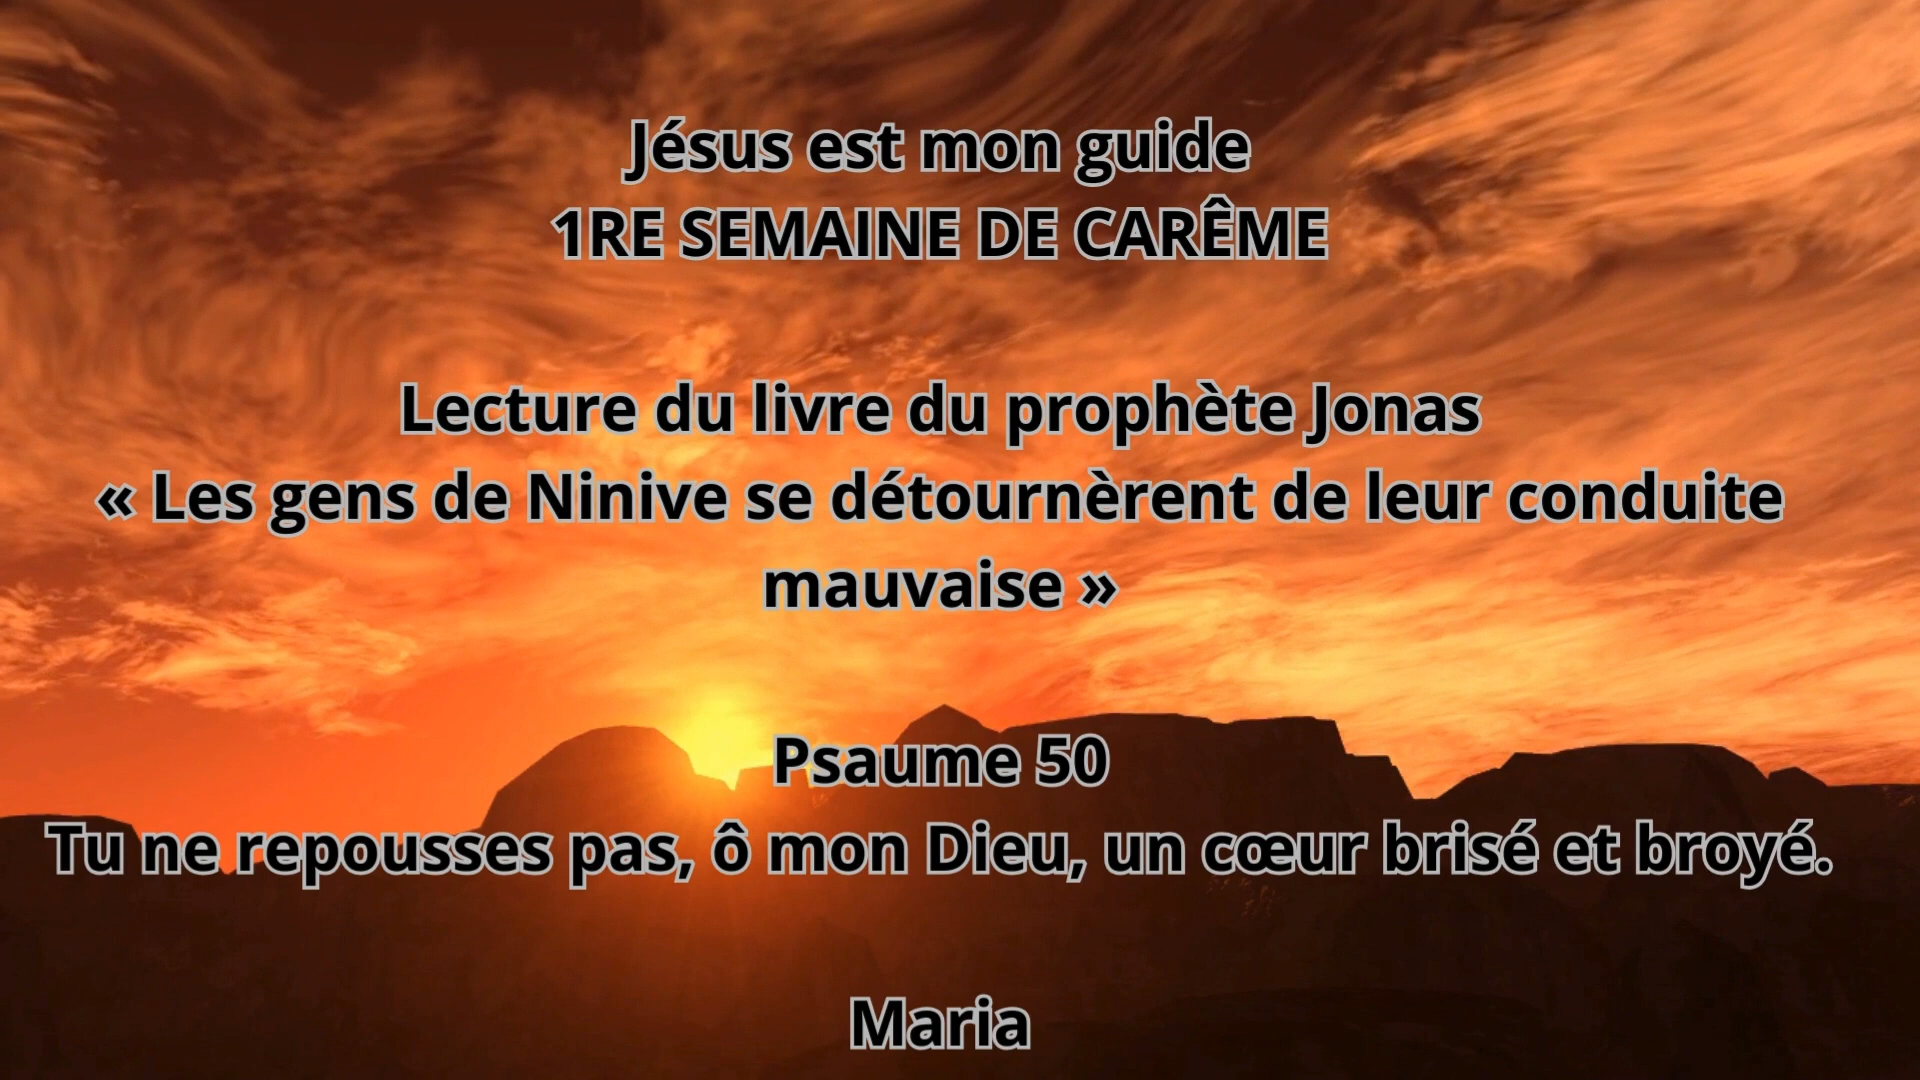 Jésus est mon guide
1RE SEMAINE DE CARÊME
Lecture du livre du prophète Jonas
« Les gens de Ninive se détournèrent de leur conduite
mauvaise »
Psaume 50
Tu ne repousses pas, ô mon Dieu, un cœur brisé et broyé.
Maria